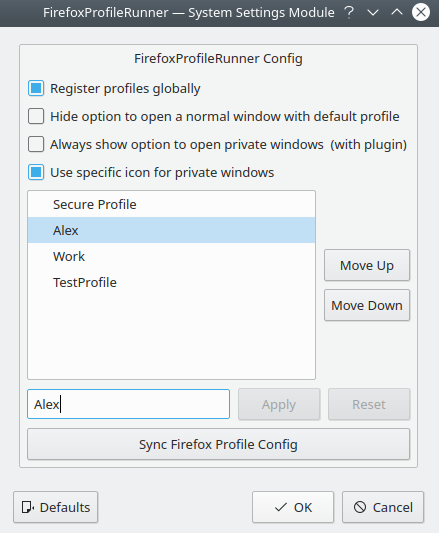 FirefoxProfileRunner — System Settings Module ?
FirefoxProfileRunner Config
Register profiles globally
Hide option to open a normal window with default profile
Always show option to open private windows  (with plugin)
Use specific icon for private windows
Secure Profile
Alex
Work
TestProfile
Move Up
Move Down
Alex
Apply
Reset
Sync Firefox Profile Config
Defaults
OK
Cancel